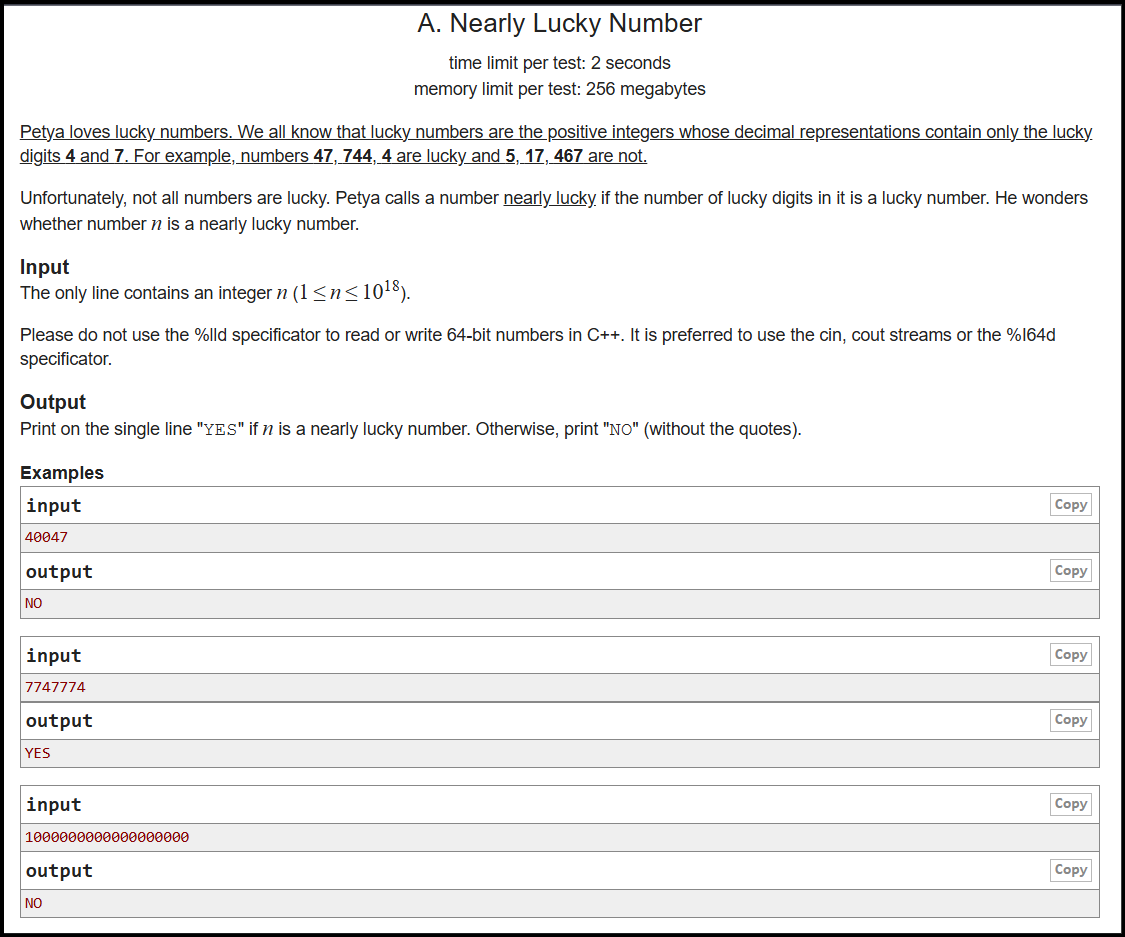 A. Nearly Lucky Number
time limit per test: 2 seconds
memory limit per test: 256 megabytes
Petya loves lucky numbers. We all know that lucky numbers are the positive integers whose decimal representations contain only the lucky
digits 4 and 7. For example, numbers 47, 744, 4 are lucky and 5, 17, 467 are not.
Unfortunately, not all numbers are lucky. Petya calls a number nearly lucky if the number of lucky digits in it is a lucky number. He wonders
whether number n is a nearly lucky number.
Input
The only line contains an integer n (1 ≤ n ≤ 10¹⁸).
Please do not use the %lld specificator to read or write 64-bit numbers in C++. It is preferred to use the cin, cout streams or the %I64d
specificator.
Output
Print on the single line "YES" if n is a nearly lucky number. Otherwise, print "NO" (without the quotes).
Examples
input Copy
40047
output Copy
NO
input Copy
7747774
output Copy
YES
input Copy
1000000000000000000
output Copy
NO